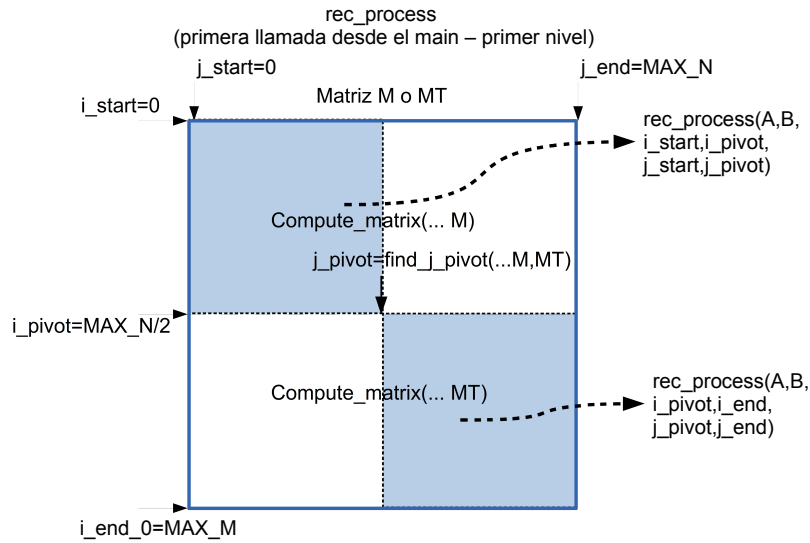 rec_process
(primera llamada desde el main – primer nivel)
j_start=0
j_end=MAX_N
Matriz M o MT
i_start=0
rec_process(A,B,
i_start,i_pivot,
j_start,j_pivot)
Compute_matrix(... M)
j_pivot=find_j_pivot(...M,MT)
i_pivot=MAX_N/2
Compute_matrix(... MT)
rec_process(A,B,
i_pivot,i_end,
j_pivot,j_end)
i_end_0=MAX_M